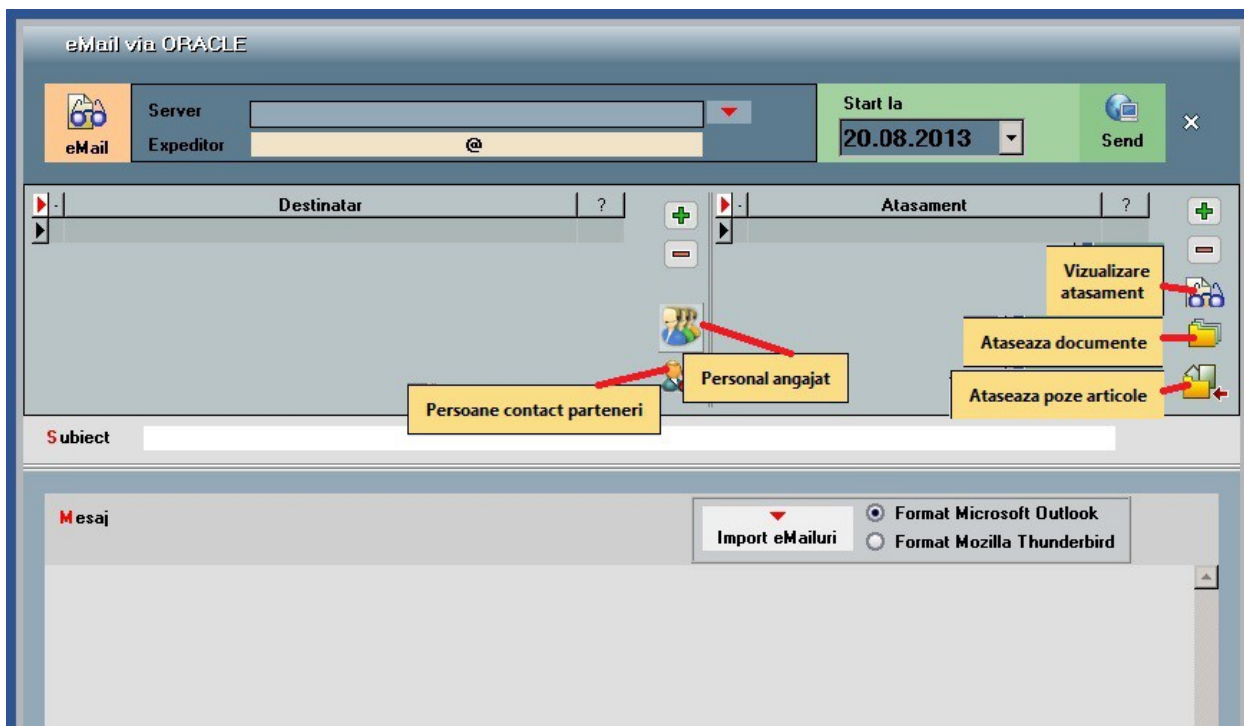 eMail via ORACLE
Server
Start la
eMail
Expeditor
@
20.08.2013
Send
Destinatar
?
Atasament
?
Vizualizare
atasament
Ataseaza documente
Personal angajat
Ataseaza poze articole
Persoane contact parteneri
Subiect
Mesaj
Import eMailuri
Format Microsoft Outlook
Format Mozilla Thunderbird